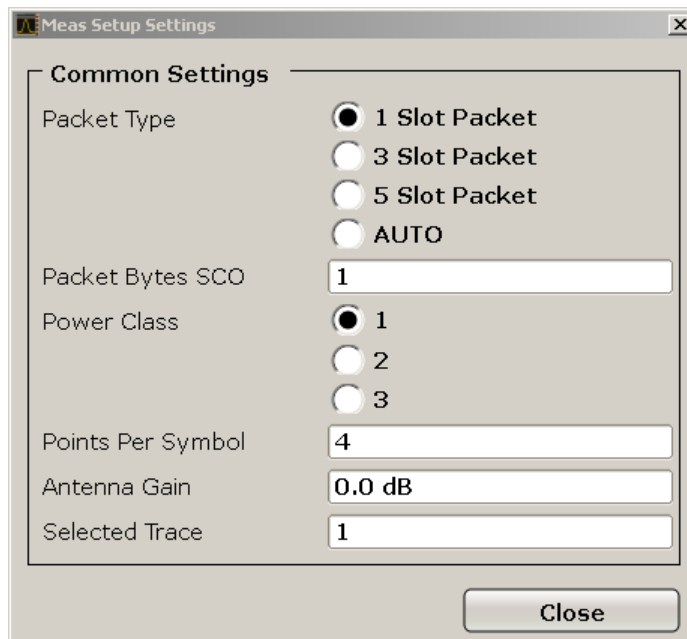 Meas Setup Settings
Common Settings
Packet Type
1 Slot Packet
3 Slot Packet
5 Slot Packet
AUTO
Packet Bytes SCO 1
Power Class
1
2
3
Points Per Symbol 4
Antenna Gain 0.0 dB
Selected Trace 1
Close